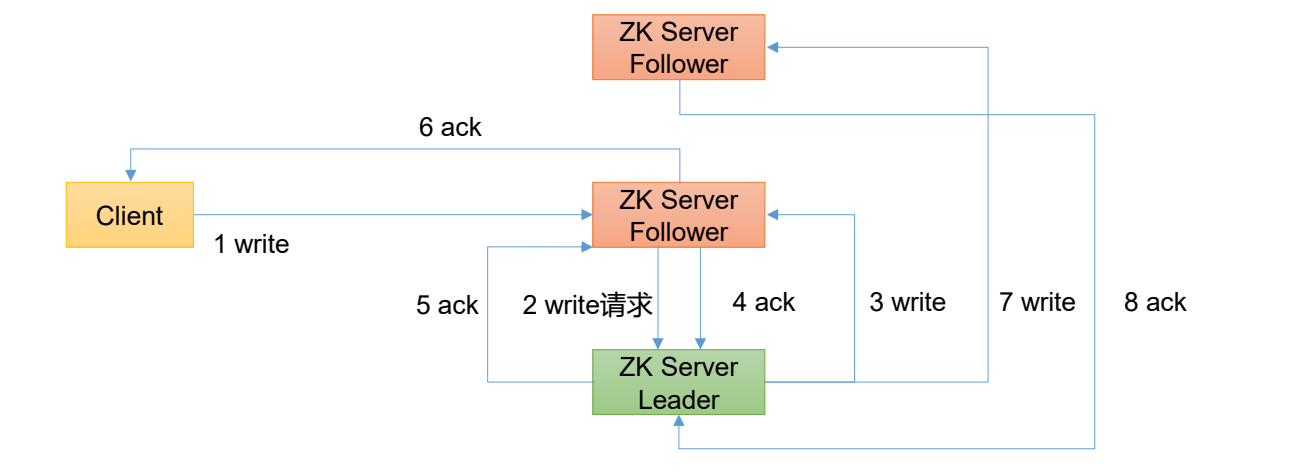 ZK Server
Follower
6 ack
Client
ZK Server
Follower
1 write
5 ack
2 write请求
4 ack
3 write
7 write
8 ack
ZK Server
Leader